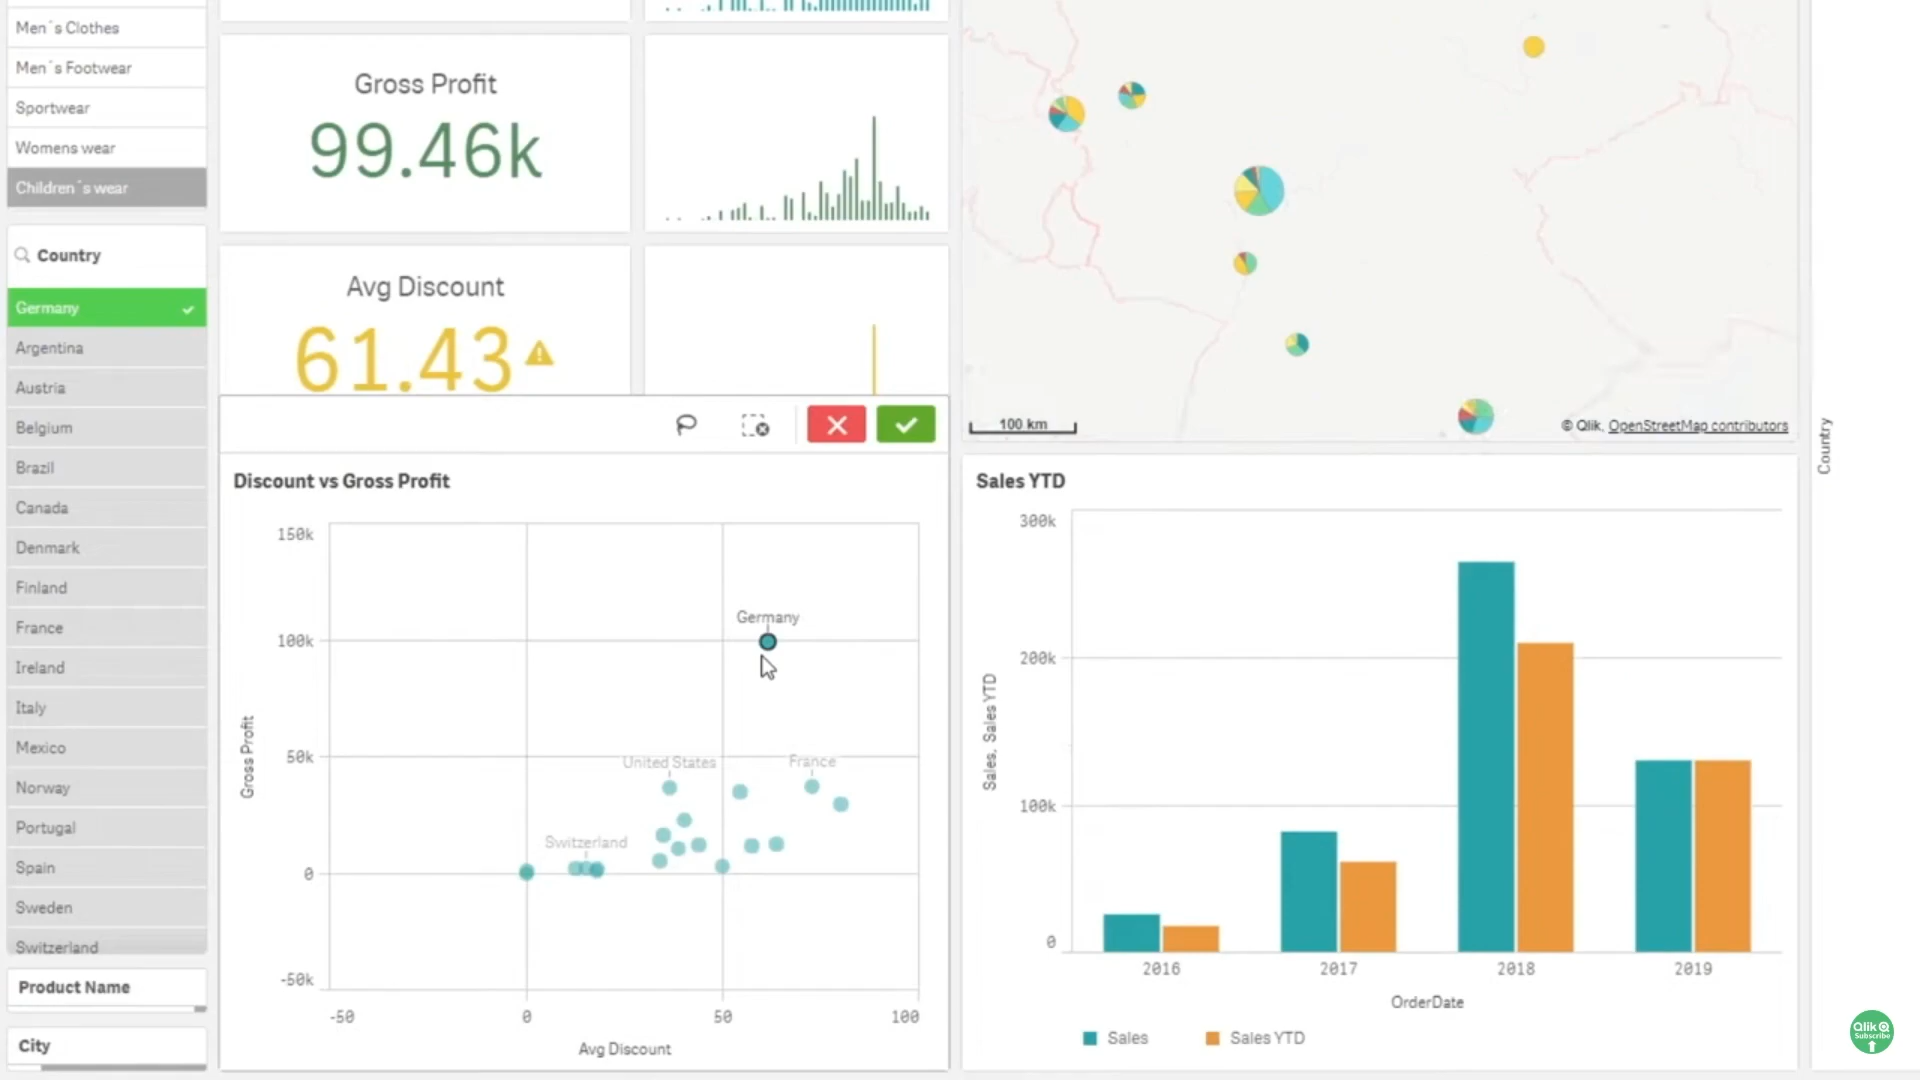 Men´s Clothes
Men´s Footwear
Sportwear
Womens wear
Children´s wear
Country
Germany
Argentina
Austria
Belgium
Brazil
Canada
Denmark
Finland
France
Ireland
Italy
Mexico
Norway
Portugal
Spain
Sweden
Switzerland
Product Name
City
Gross Profit
99.46k
Avg Discount
61.43
Discount vs Gross Profit
150k
100k
50k
0
-50k
Gross Profit
Germany
United States
France
Switzerland
-50
0
50
100
Avg Discount
100 km
© Qlik, OpenStreetMap contributors
Sales YTD
300k
200k
100k
0
Sales, Sales YTD
2016
2017
2018
2019
OrderDate
Sales
Sales YTD
Country
Qlik
Subscribe